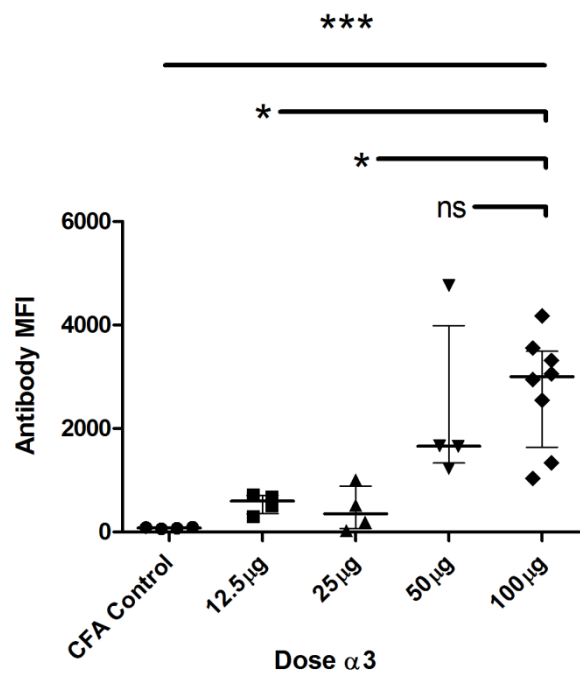 ***
*
*
ns
6000
4000
2000
0
Antibody MFI
CFA Control
12.5μg
25μg
50μg
100μg
Dose α3